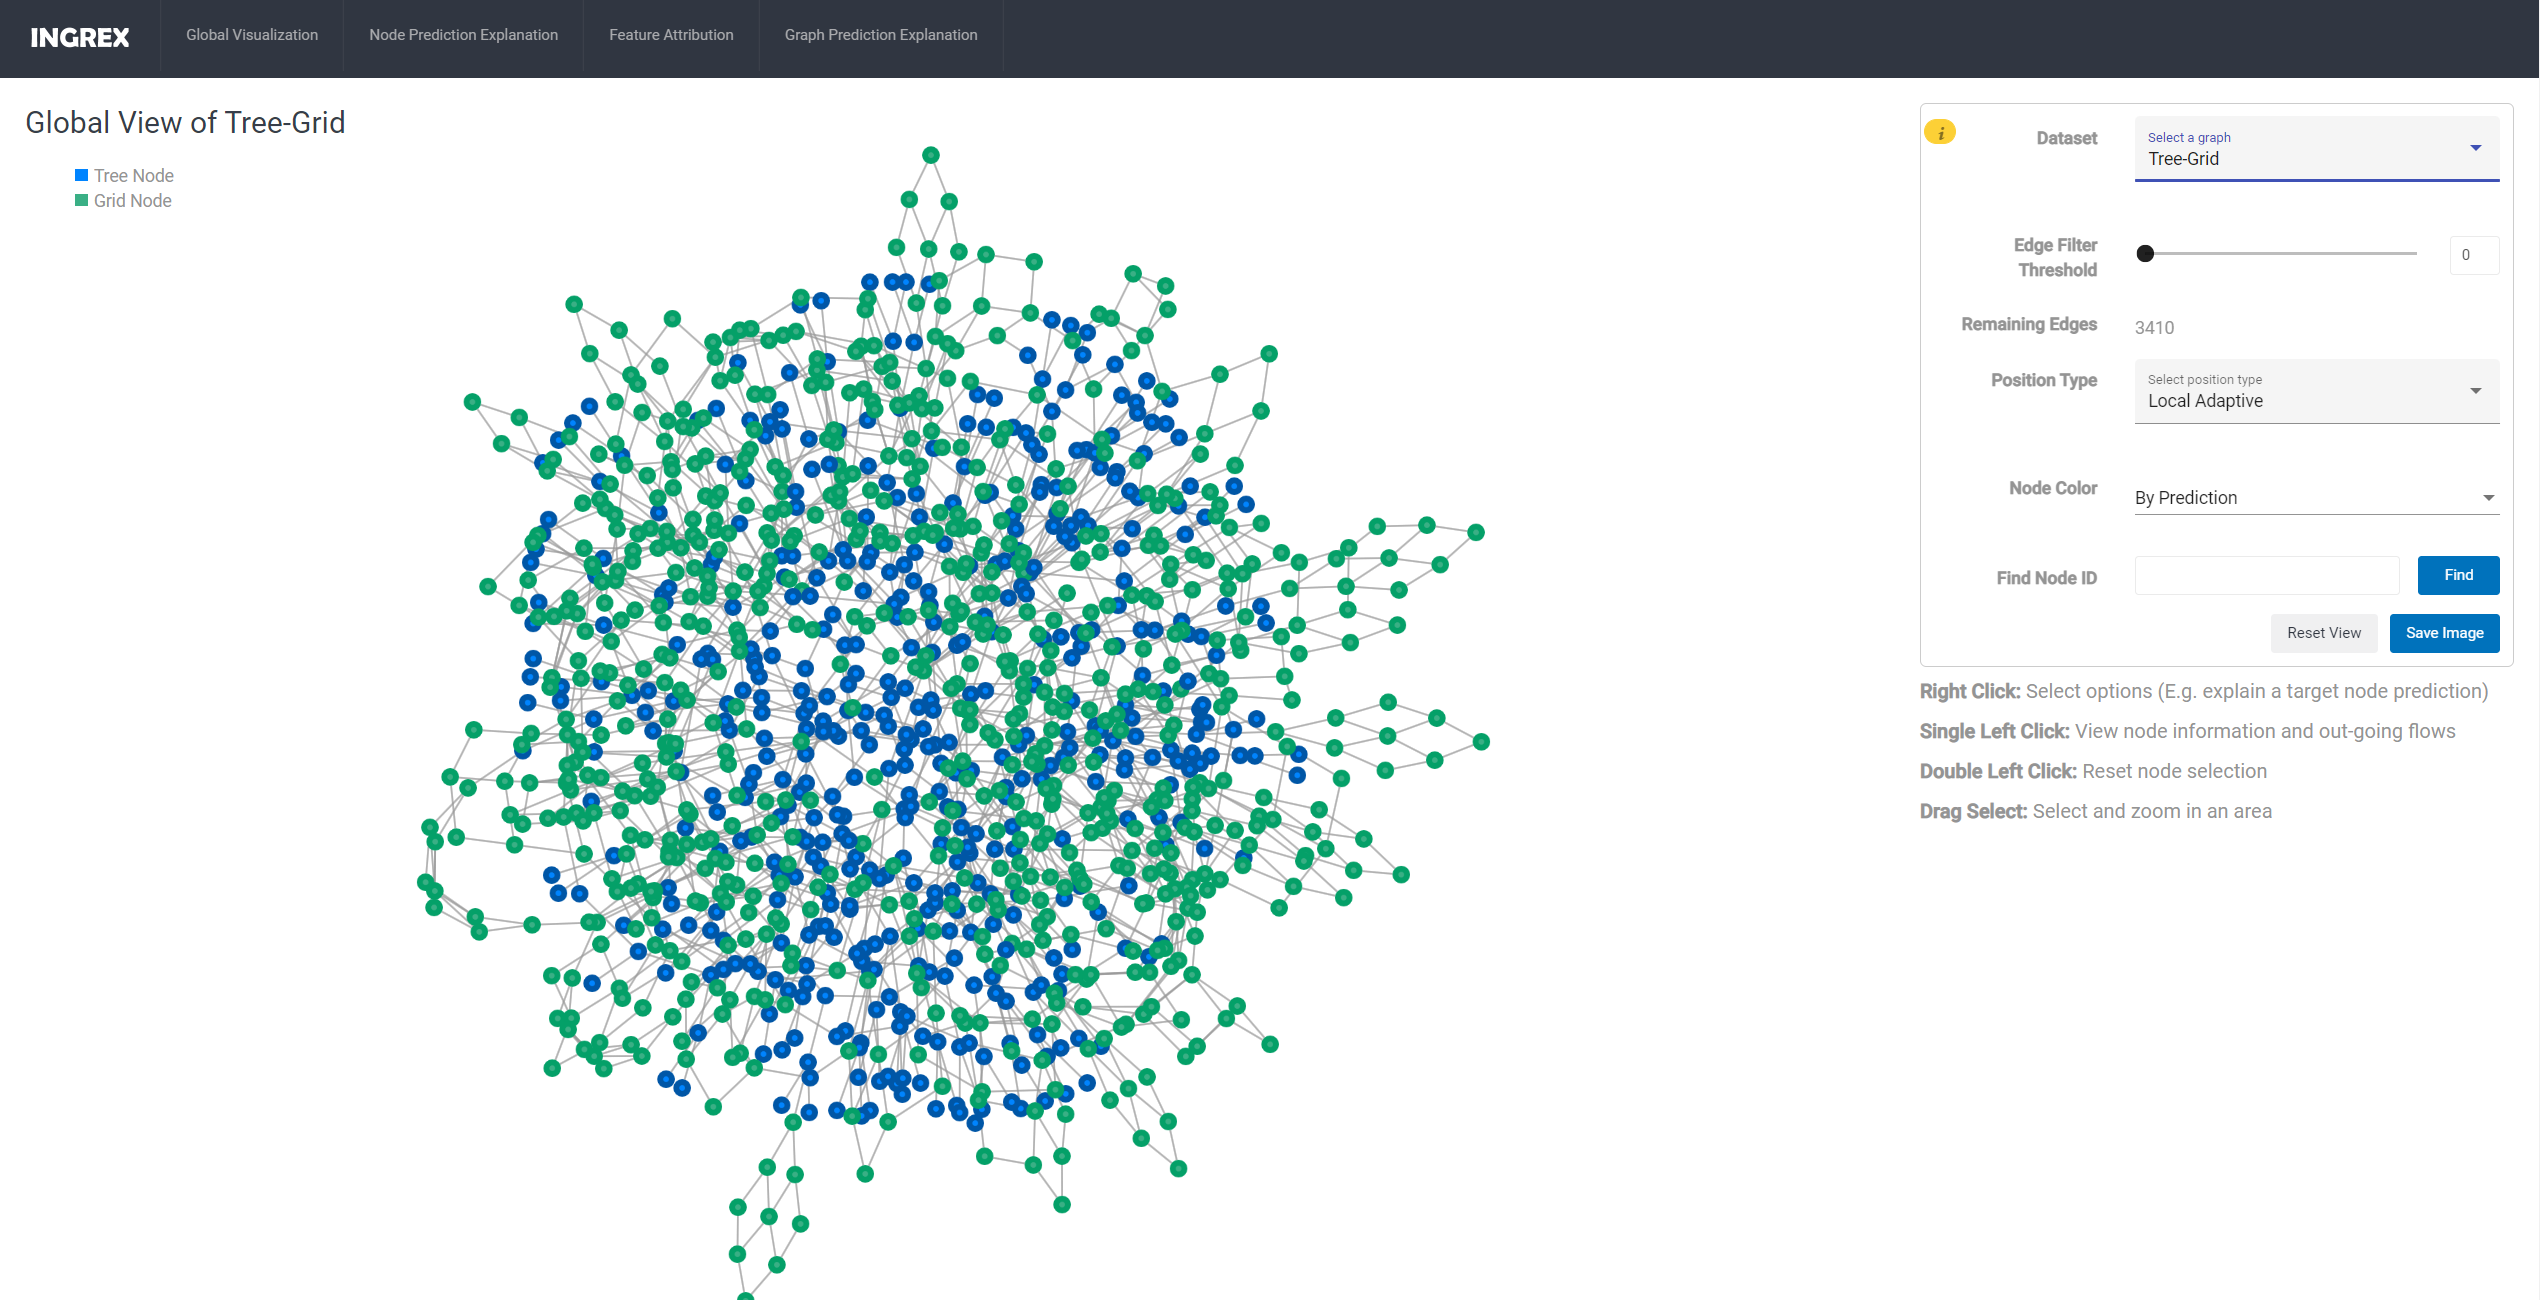 INGREX
Global Visualization
Node Prediction Explanation
Feature Attribution
Graph Prediction Explanation
Global View of Tree-Grid
Tree Node
Grid Node
i
Dataset
Select a graph
Tree-Grid
Edge Filter
Threshold
0
Remaining Edges
3410
Position Type
Select position type
Local Adaptive
Node Color
By Prediction
Find Node ID
Find
Reset View
Save Image
Right Click: Select options (E.g. explain a target node prediction)
Single Left Click: View node information and out-going flows
Double Left Click: Reset node selection
Drag Select: Select and zoom in an area